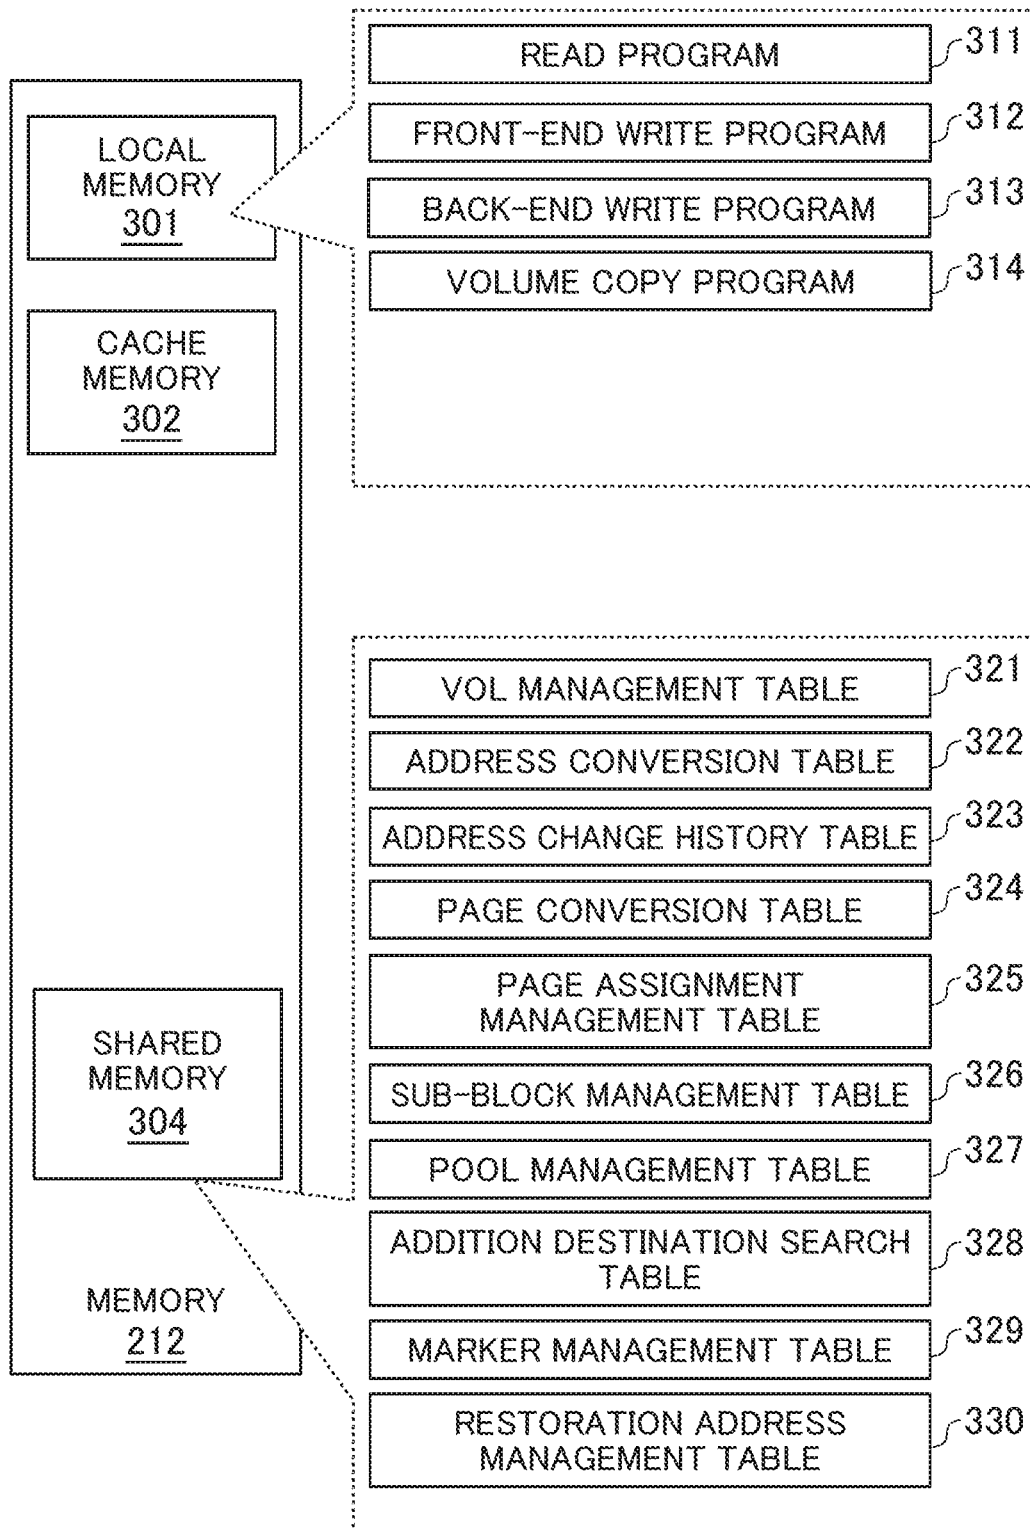 LOCAL
MEMORY
301
CACHE
MEMORY
302
SHARED
MEMORY
304
MEMORY
212
READ PROGRAM
311
FRONT-END WRITE PROGRAM
312
BACK-END WRITE PROGRAM
313
VOLUME COPY PROGRAM
314
VOL MANAGEMENT TABLE
321
ADDRESS CONVERSION TABLE
322
ADDRESS CHANGE HISTORY TABLE
323
PAGE CONVERSION TABLE
324
PAGE ASSIGNMENT
MANAGEMENT TABLE
325
SUB-BLOCK MANAGEMENT TABLE
326
POOL MANAGEMENT TABLE
327
ADDITION DESTINATION SEARCH
TABLE
328
MARKER MANAGEMENT TABLE
329
RESTORATION ADDRESS
MANAGEMENT TABLE
330